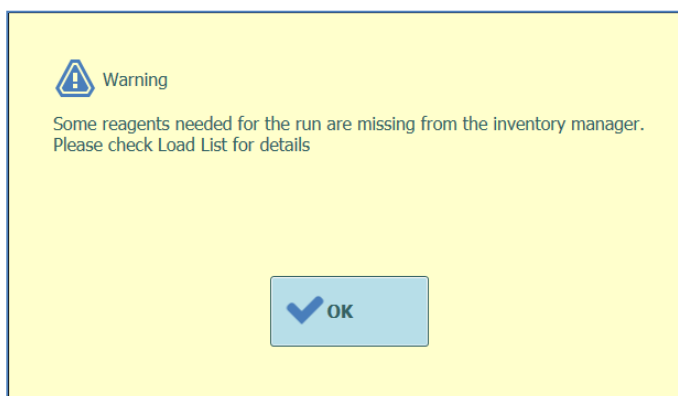 Warning
Some reagents needed for the run are missing from the inventory manager.
Please check Load List for details
OK